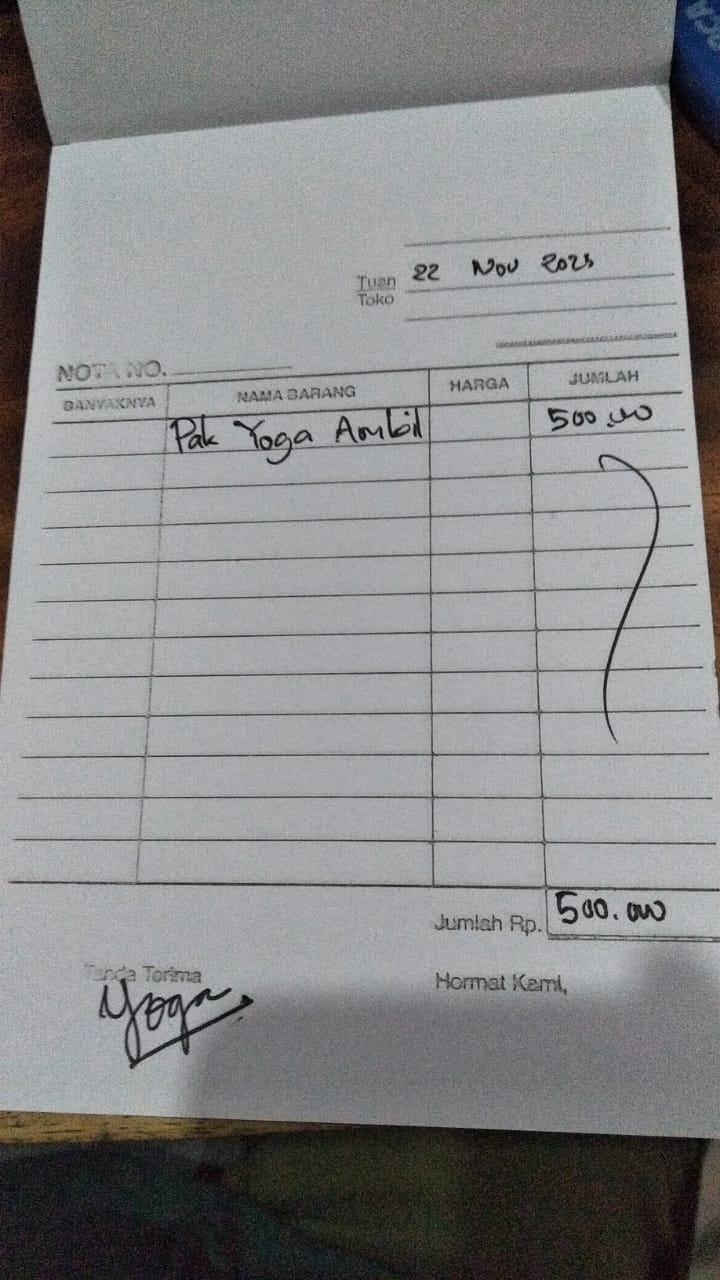 22 Nov 2025
Tuan
Toko
NOTA NO.
BANYAKNYA NAMA BARANG HARGA JUMLAH
Pak Yoga Ambil 500.000
Jumlah Rp. 500.000
Tanda Terima Hormat Kami,
Yoga